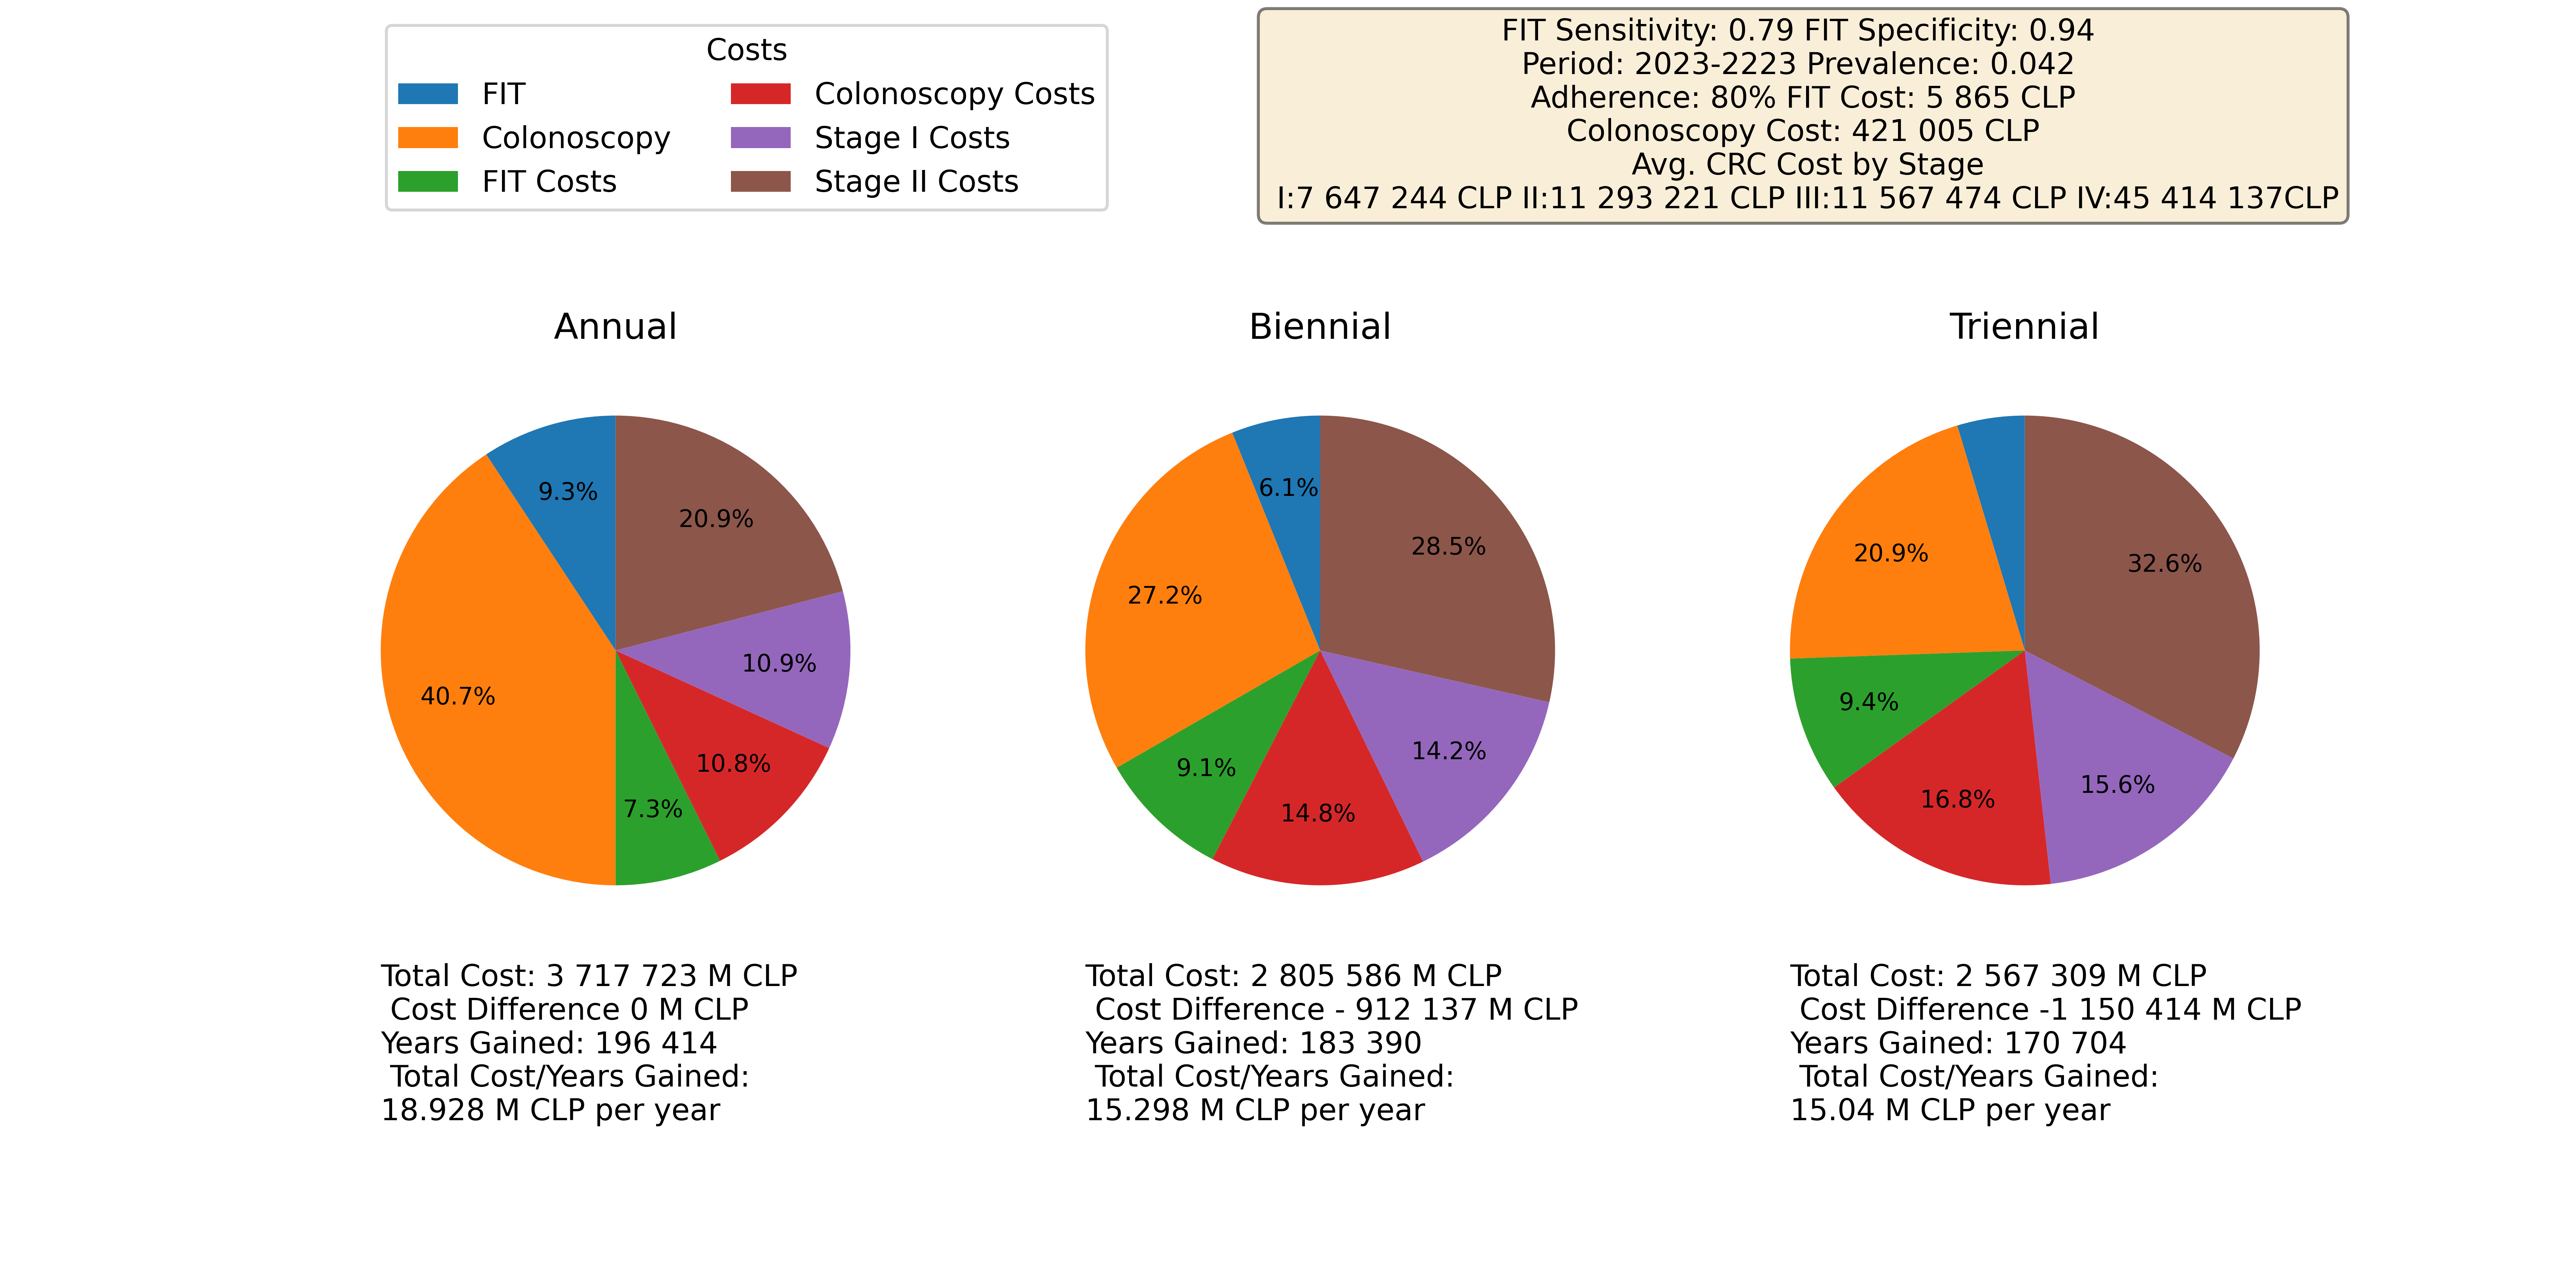 Costs
FIT
Colonoscopy
FIT Costs
Colonoscopy Costs
Stage I Costs
Stage II Costs
FIT Sensitivity: 0.79 FIT Specificity: 0.94
Period: 2023-2223 Prevalence: 0.042
Adherence: 80% FIT Cost: 5 865 CLP
Colonoscopy Cost: 421 005 CLP
Avg. CRC Cost by Stage
I:7 647 244 CLP II:11 293 221 CLP III:11 567 474 CLP IV:45 414 137CLP
Annual
9.3%
20.9%
40.7%
10.9%
10.8%
7.3%
Total Cost: 3 717 723 M CLP
Cost Difference 0 M CLP
Years Gained: 196 414
Total Cost/Years Gained:
18.928 M CLP per year
Biennial
6.1%
28.5%
27.2%
14.2%
9.1%
14.8%
Total Cost: 2 805 586 M CLP
Cost Difference - 912 137 M CLP
Years Gained: 183 390
Total Cost/Years Gained:
15.298 M CLP per year
Triennial
20.9%
32.6%
9.4%
15.6%
16.8%
Total Cost: 2 567 309 M CLP
Cost Difference -1 150 414 M CLP
Years Gained: 170 704
Total Cost/Years Gained:
15.04 M CLP per year